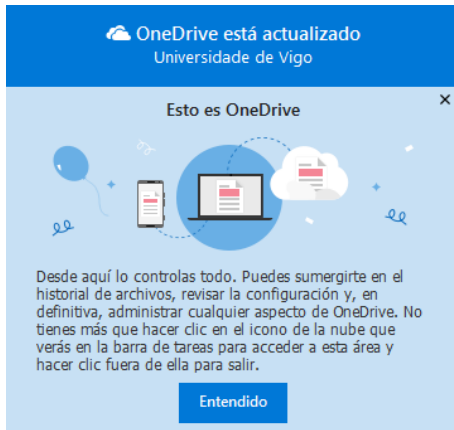 OneDrive está actualizado
Universidade de Vigo
Esto es OneDrive
Desde aquí lo controlas todo. Puedes sumergirte en el
historial de archivos, revisar la configuración y, en
definitiva, administrar cualquier aspecto de OneDrive. No
tienes más que hacer clic en el icono de la nube que
verás en la barra de tareas para acceder a esta área y
hacer clic fuera de ella para salir.
Entendido